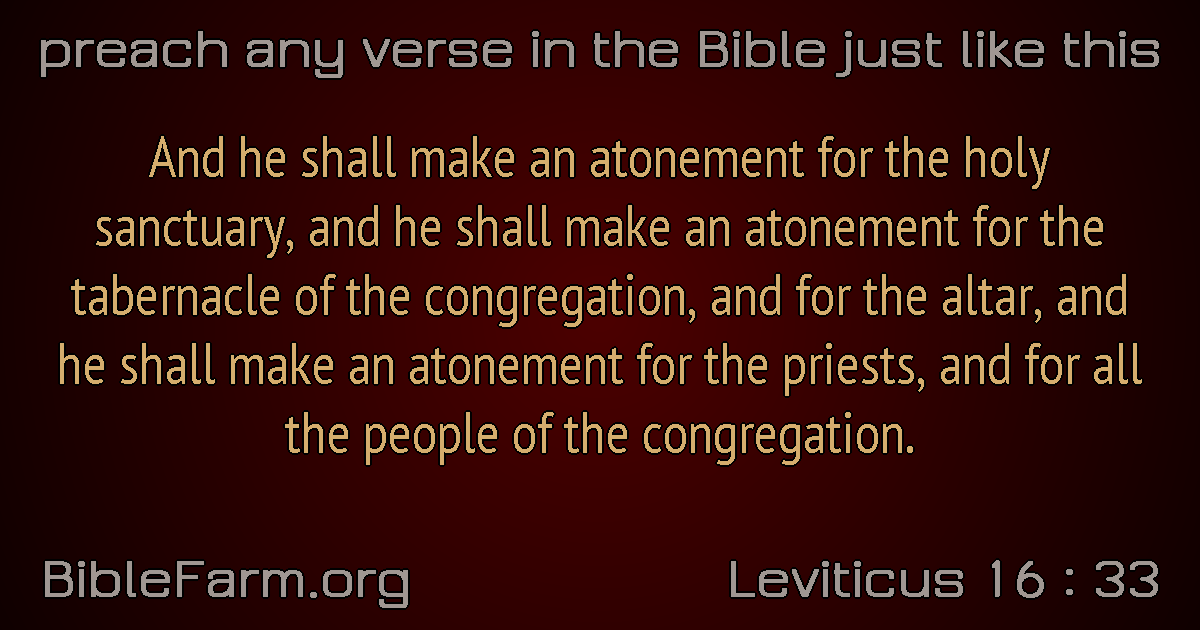 preach any verse in the Bible just like this
And he shall make an atonement for the holy
sanctuary, and he shall make an atonement for the
tabernacle of the congregation, and for the altar, and
he shall make an atonement for the priests, and for all
the people of the congregation.
BibleFarm.org
Leviticus 16 : 33